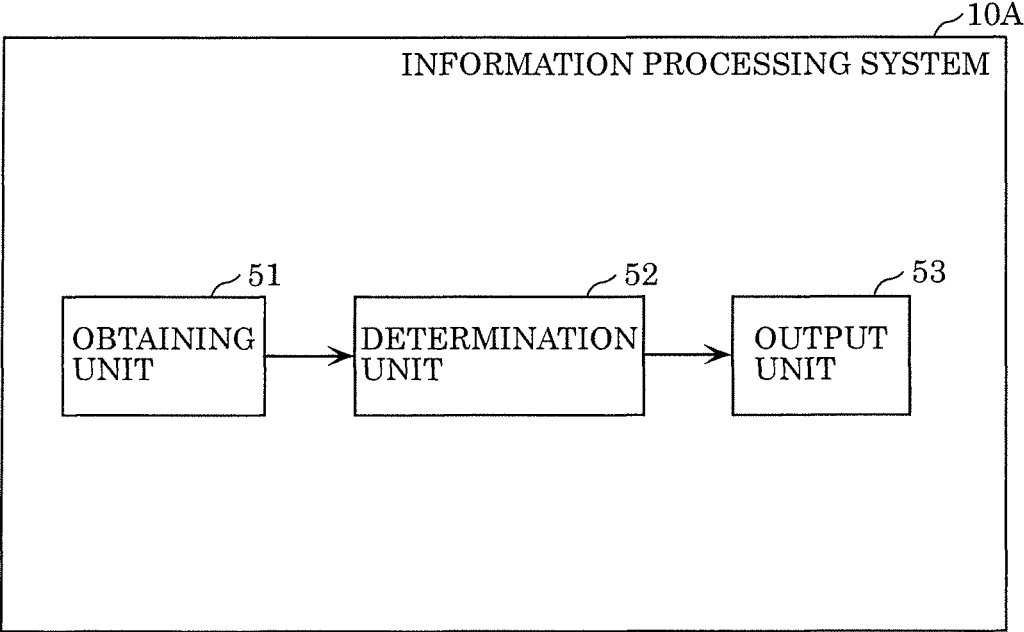 10A
INFORMATION PROCESSING SYSTEM
51
52
53
OBTAINING
UNIT
DETERMINATION
UNIT
OUTPUT
UNIT